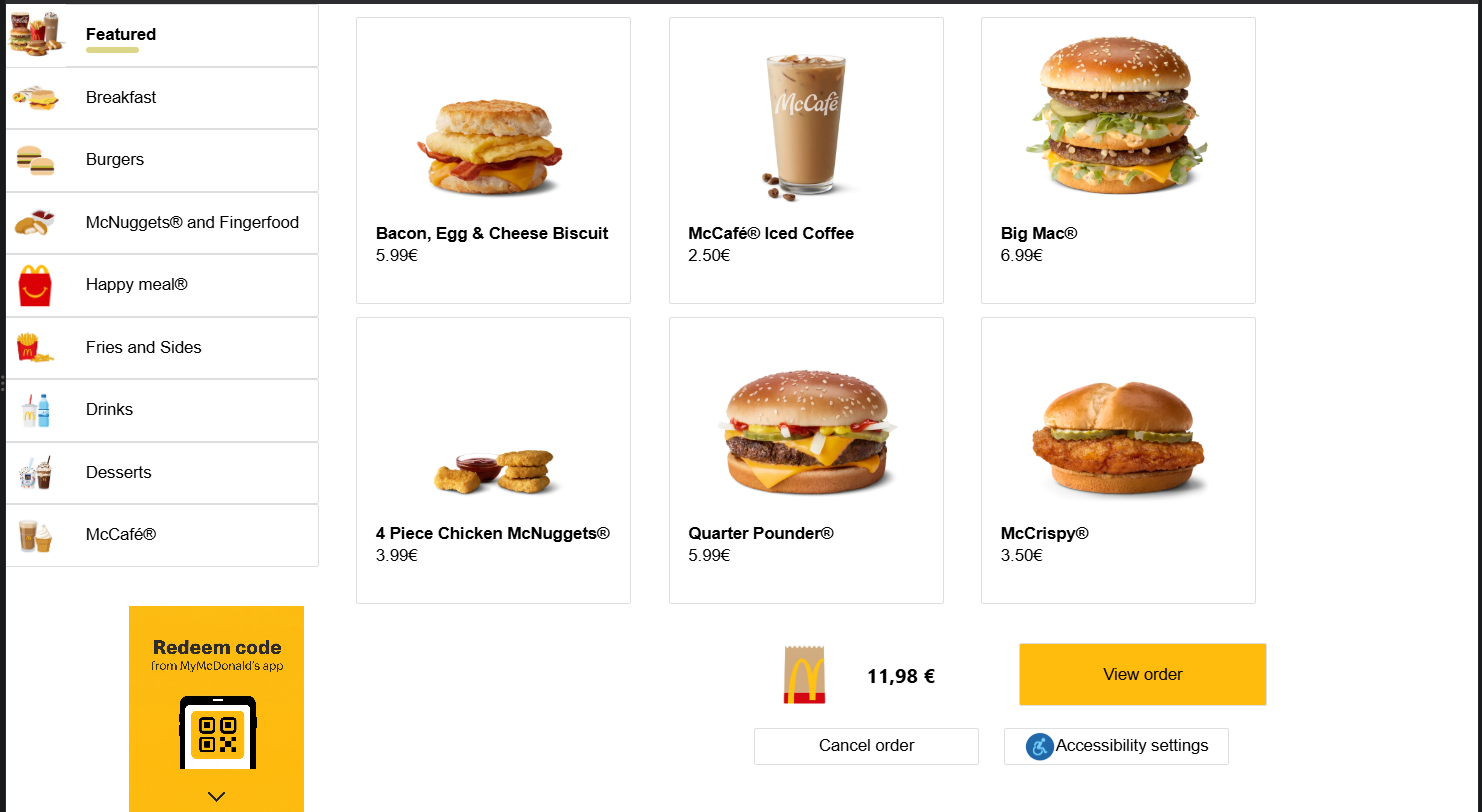 Featured
Breakfast
Burgers
McNuggets® and Fingerfood
Happy meal®
Fries and Sides
Drinks
Desserts
McCafé®
Redeem code
from MyMcDonald's app
McCafé
Bacon, Egg & Cheese Biscuit
5.99€
McCafé® Iced Coffee
2.50€
Big Mac®
6.99€
4 Piece Chicken McNuggets®
3.99€
Quarter Pounder®
5.99€
McCrispy®
3.50€
11,98 €
View order
Cancel order
Accessibility settings